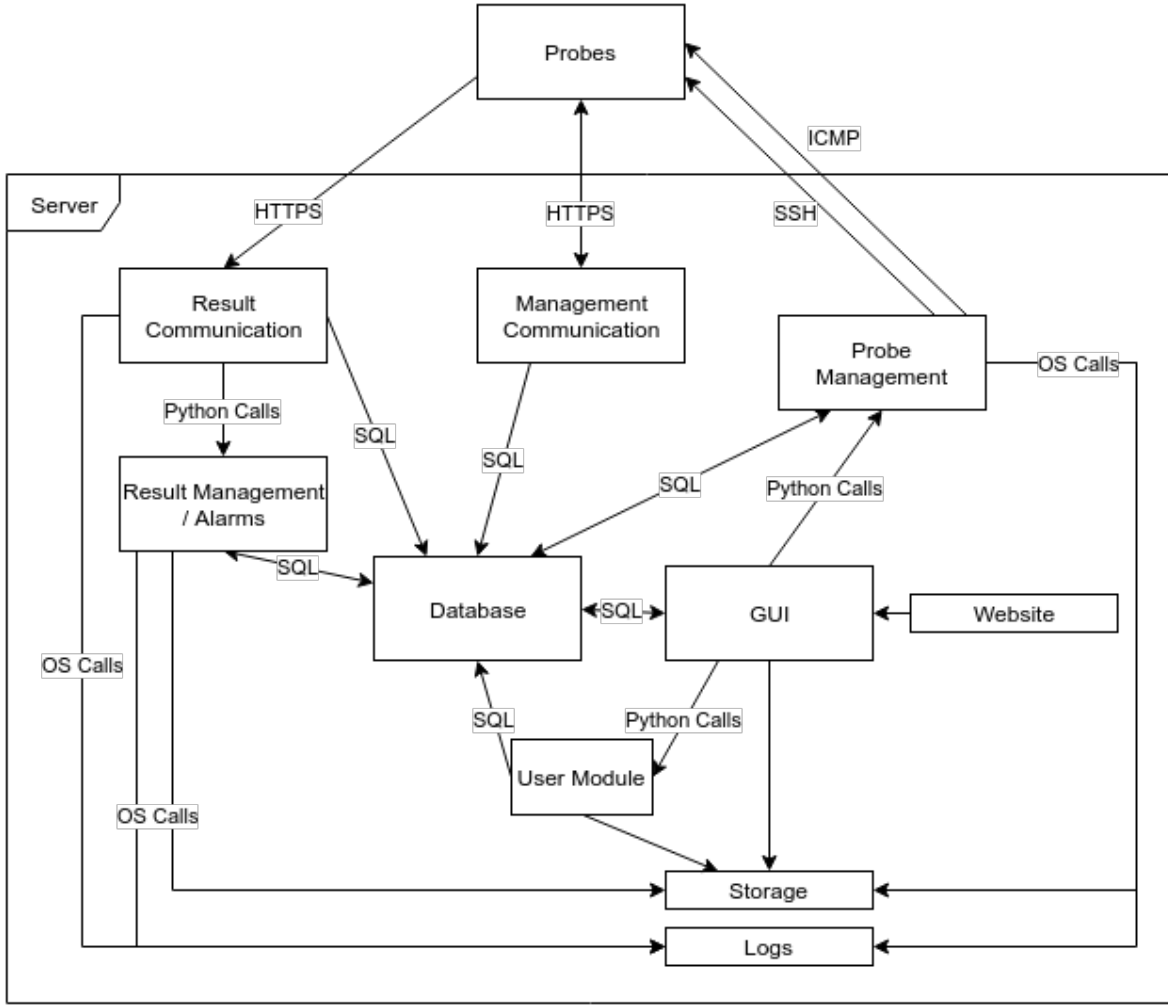 Probes
ICMP
Server
HTTPS
HTTPS
SSH
Result
Communication
Management
Communication
Probe
Management
OS Calls
Python Calls
SQL
SQL
SQL
Python Calls
Result Management
/ Alarms
SQL
Database
SQL
GUI
Website
OS Calls
SQL
Python Calls
User Module
OS Calls
Storage
Logs